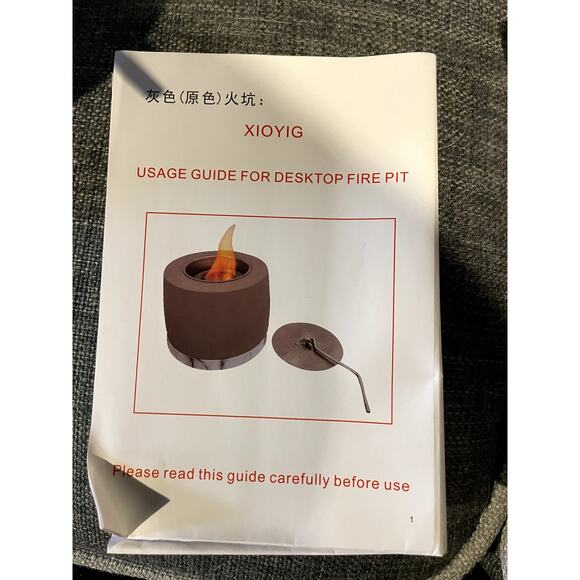 灰色(原色)火坑:
XIOYIG
USAGE GUIDE FOR DESKTOP FIRE PIT
Please read this guide carefully before use
1